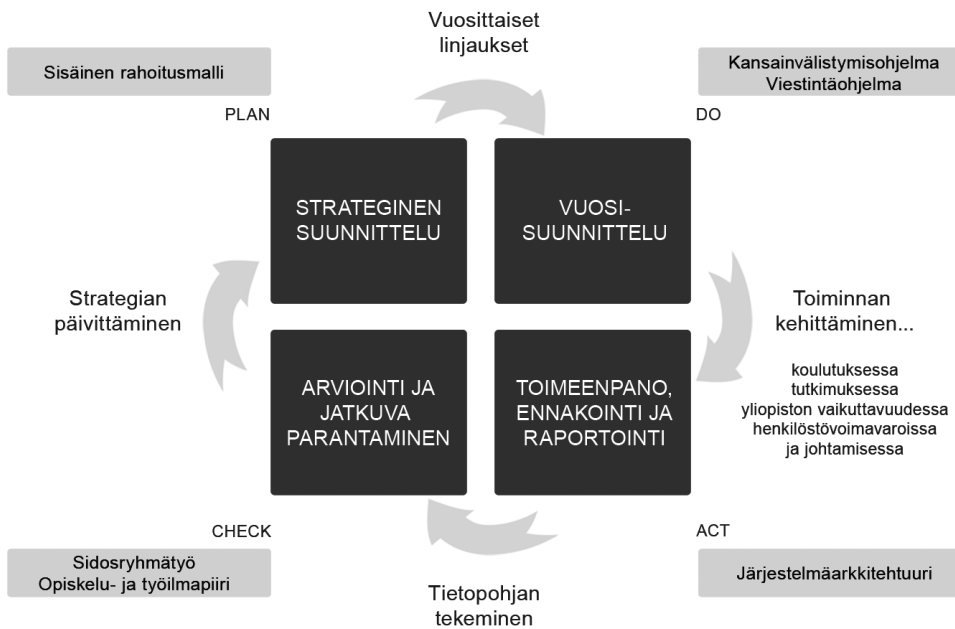 Vuosittaiset
linjaukset
Sisäinen rahoitusmalli
Kansainvälistymisohjelma
Viestintäohjelma
PLAN
DO
STRATEGINEN
SUUNNITTELU
VUOSI-
SUUNNITTELU
Strategian
päivittäminen
Toiminnan
kehittäminen...
koulutuksessa
tutkimuksessa
yliopiston vaikuttavuudessa
henkilöstövoimavaroissa
ja johtamisessa
ARVIOINTI JA
JATKUVA
PARANTAMINEN
TOIMEENPANO,
ENNAKOINTI JA
RAPORTOINTI
CHECK
ACT
Sidosryhmätyö
Opiskelu- ja työilmapiiri
Järjestelmäarkkitehtuuri
Tietopohjan
tekeminen